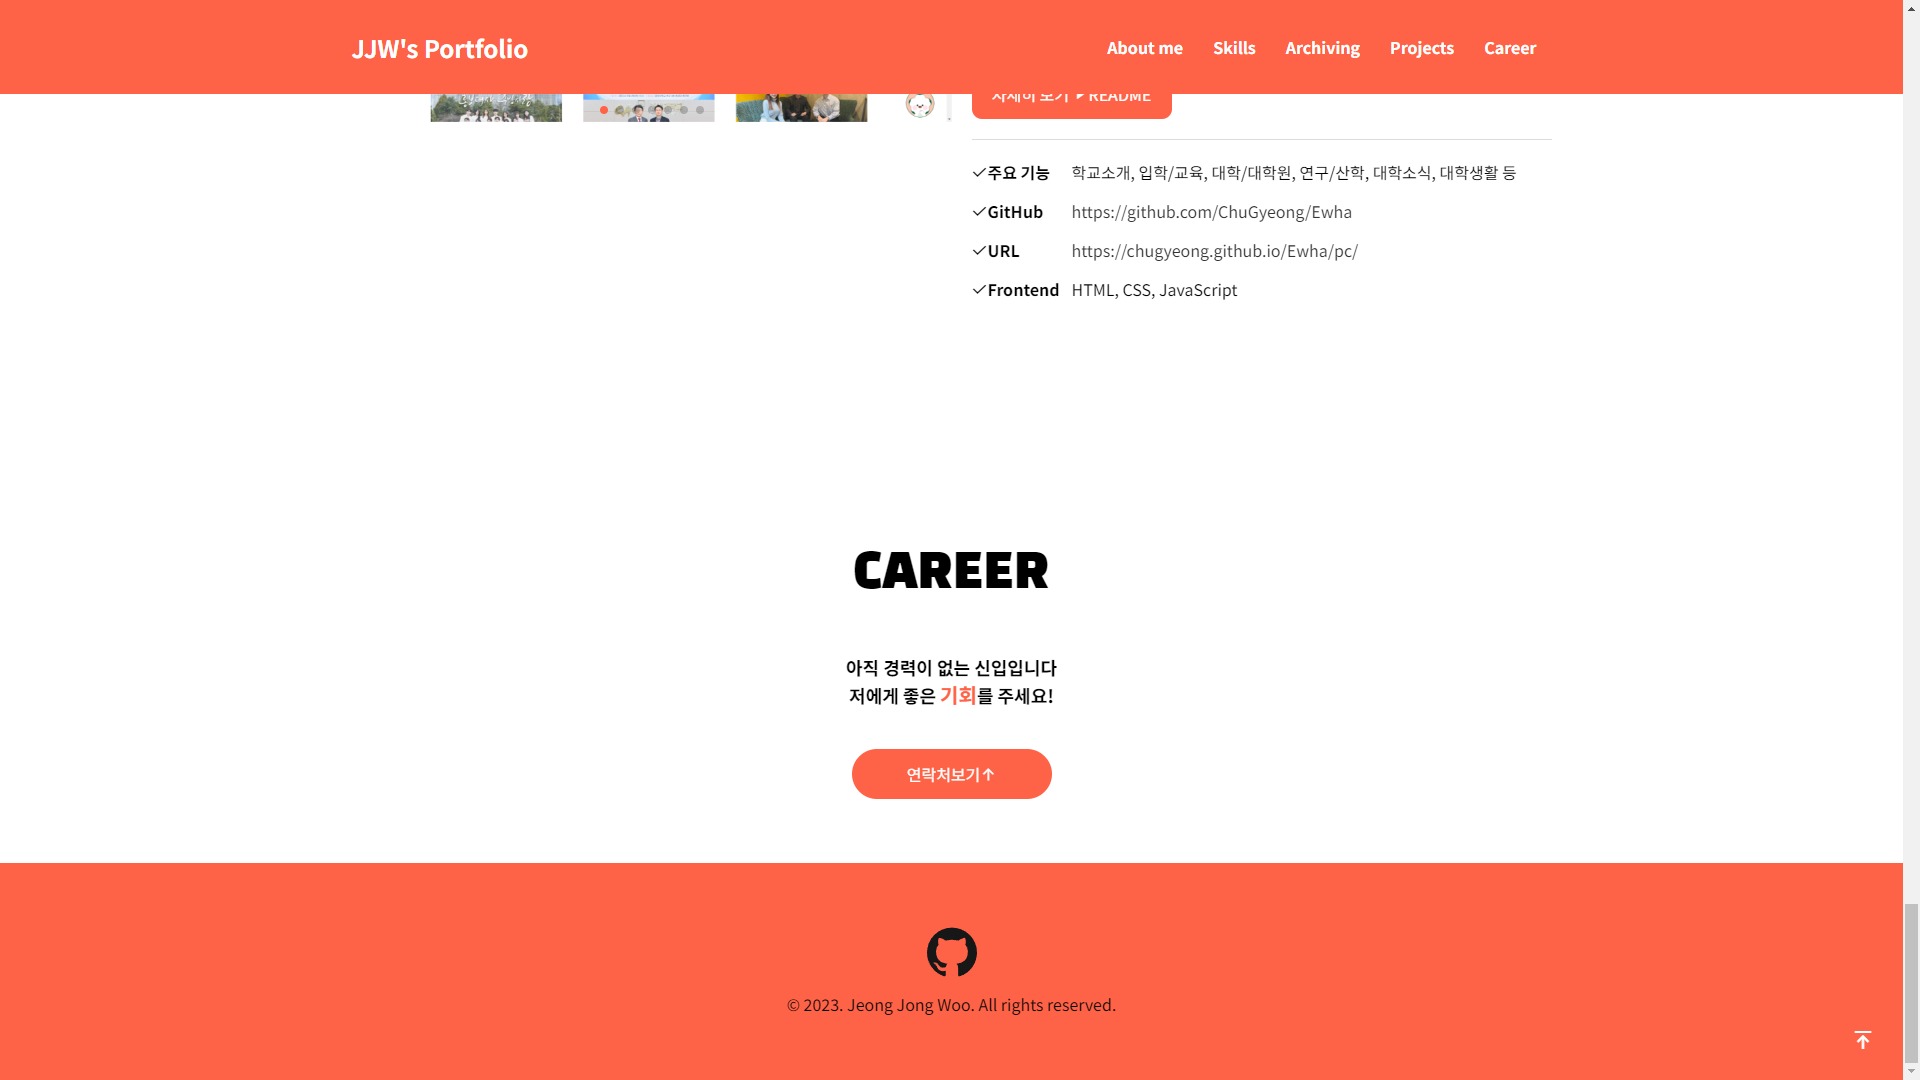 JJW's Portfolio
About me
Skills
Archiving
Projects
Career
자세히 보기 ▶README
주요 기능 학교소개, 입학/교육, 대학/대학원, 연구/산학, 대학소식, 대학생활 등
GitHub https://github.com/ChuGyeong/Ewha
URL https://chugyeong.github.io/Ewha/pc/
Frontend HTML, CSS, JavaScript
CAREER
아직 경력이 없는 신입입니다
저에게 좋은 기회를 주세요!
연락처보기↑
© 2023. Jeong Jong Woo. All rights reserved.